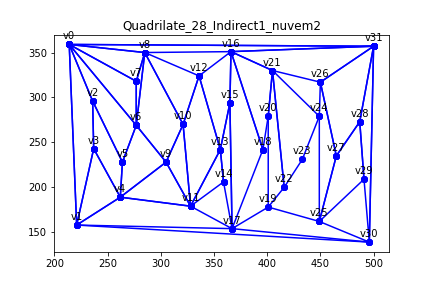 Quadrilate_28_Indirect1_nuvem2
350
300
250
200
150
200
250
300
350
400
450
500
v0
v31
v8
v16
v12
v21
v7
v26
v2
v15
v6
v10
v20
v24
v28
v3
v5
v9
v13
v18
v23
v27
v4
v14
v22
v29
v11
v19
v1
v17
v25
v30